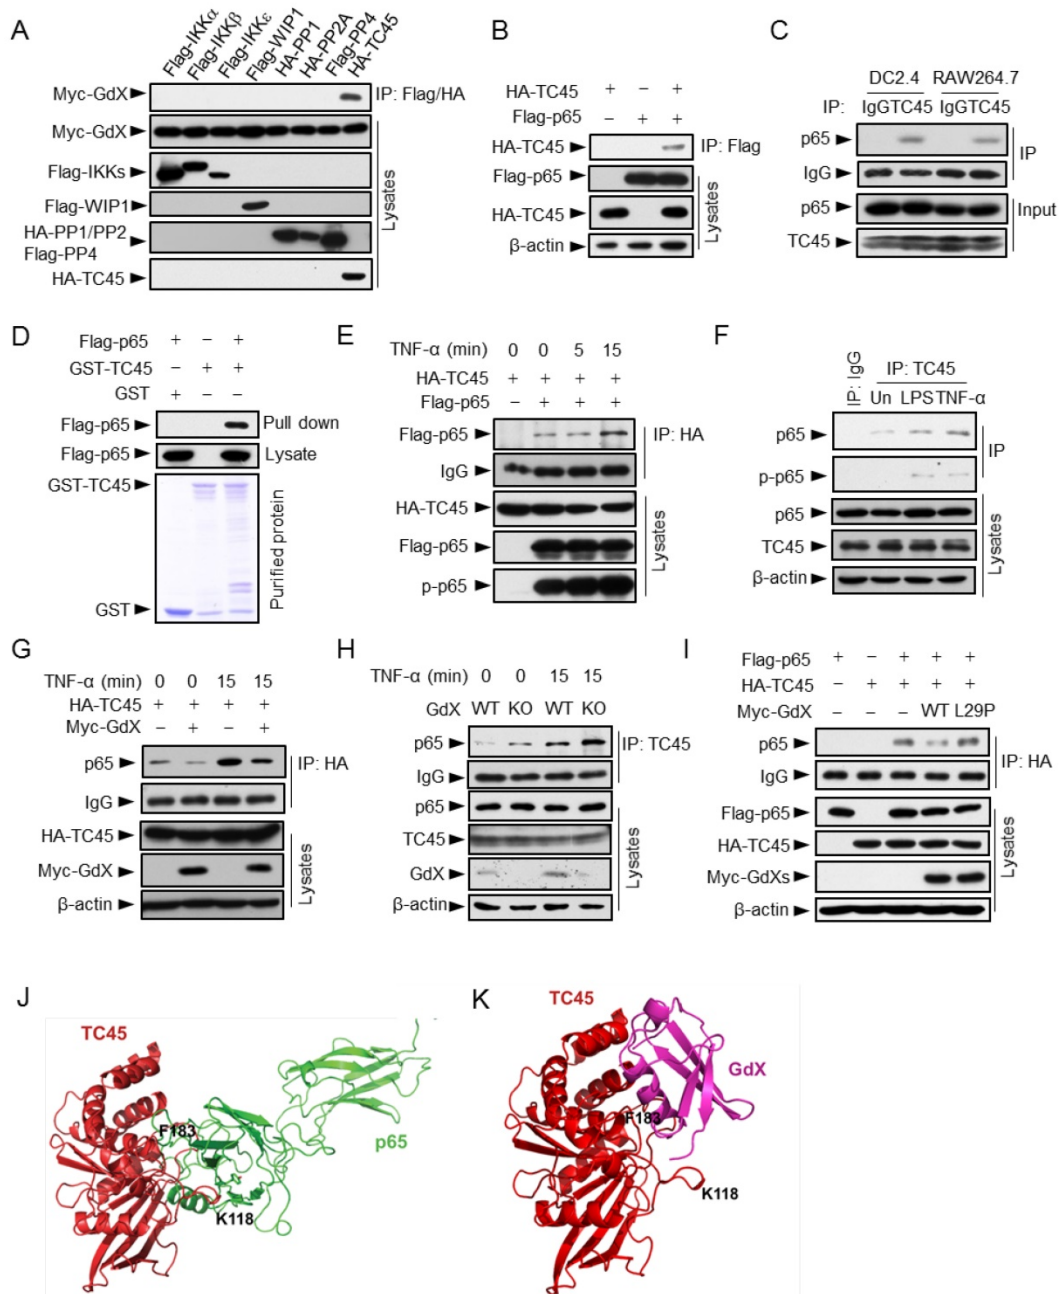 A
Flag-IKKα
Flag-IKKβ
Flag-IKKε
Flag-WIP1
HA-PP1
HA-PP2A
Flag-PP4
HA-TC45
Myc-GdX
IP: Flag/HA
Myc-GdX
Flag-IKKs
Flag-WIP1
HA-PP1/PP2
Flag-PP4
HA-TC45
Lysates
B
HA-TC45 + – +
Flag-p65 – + +
HA-TC45
IP: Flag
Flag-p65
HA-TC45
β-actin
Lysates
C
DC2.4 RAW264.7
IP: IgGTC45 IgGTC45
p65
IgG
IP
p65
TC45
Input
D
Flag-p65 + – +
GST-TC45 – + +
GST + – –
Flag-p65
Pull down
Flag-p65
Lysate
GST-TC45
GST
Purified protein
E
TNF-α (min) 0 0 5 15
HA-TC45 + + + +
Flag-p65 – + + +
Flag-p65
IP: HA
IgG
HA-TC45
Flag-p65
p-p65
Lysates
F
IP: IgG
IP: TC45
Un LPS TNF-α
p65
p-p65
IP
p65
TC45
β-actin
Lysates
G
TNF-α (min) 0 0 15 15
HA-TC45 + + + +
Myc-GdX – + – +
p65
IP: HA
IgG
HA-TC45
Myc-GdX
β-actin
Lysates
H
TNF-α (min) 0 0 15 15
GdX WT KO WT KO
p65
IP: TC45
IgG
p65
TC45
GdX
β-actin
Lysates
I
Flag-p65 + – + + +
HA-TC45 – + + + +
Myc-GdX – – – WT L29P
p65
IP: HA
IgG
Flag-p65
HA-TC45
Myc-GdXs
β-actin
Lysates
J
TC45
F183
p65
K118
K
TC45
GdX
F183
K118